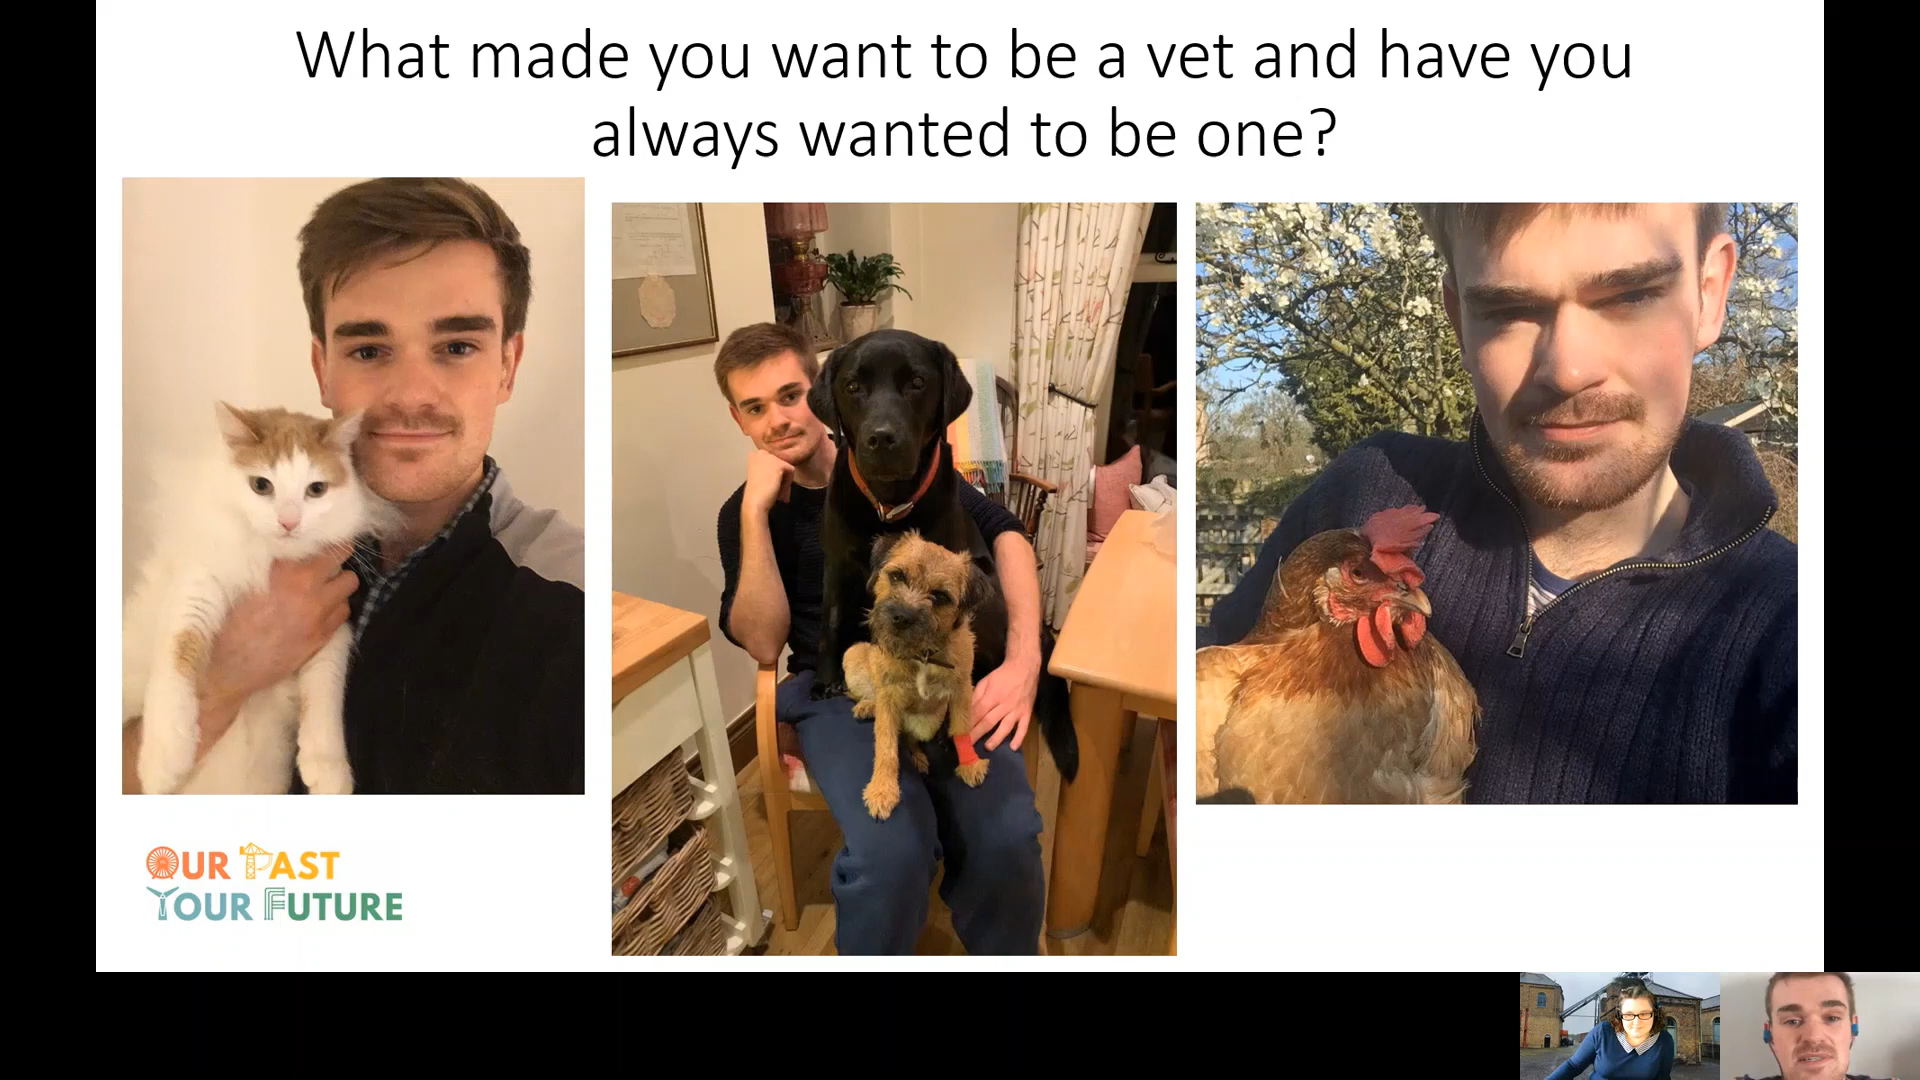 What made you want to be a vet and have you
always wanted to be one?
OUR PAST
YOUR FUTURE